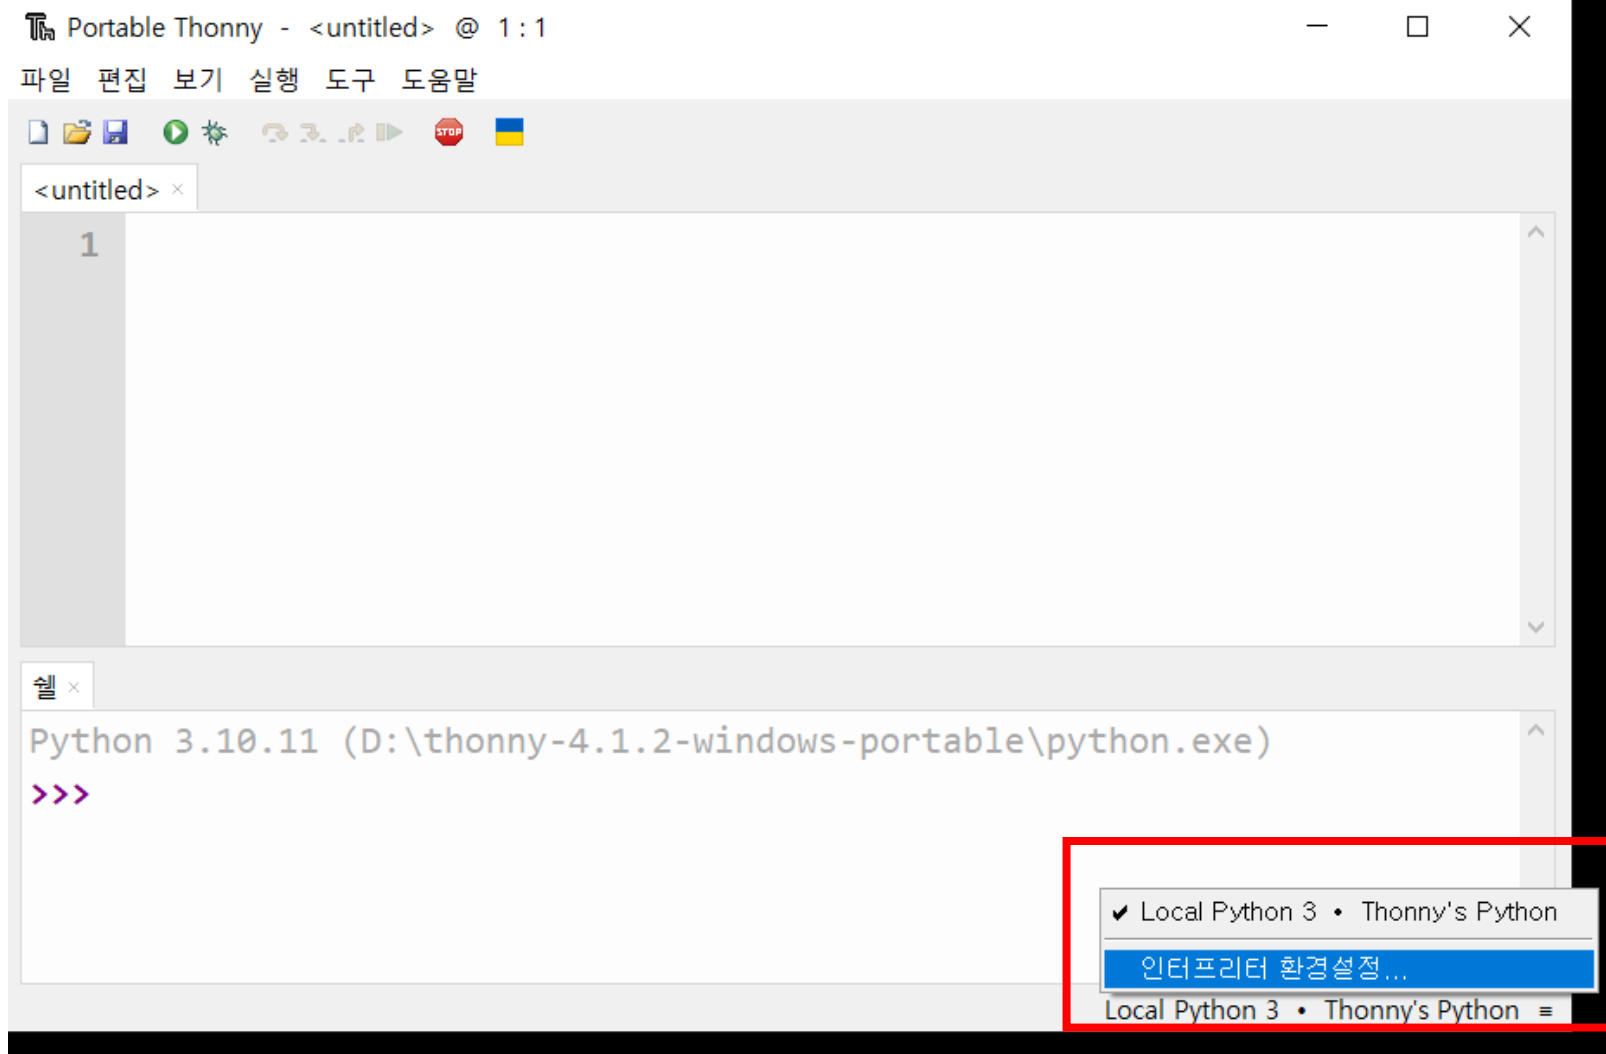 Portable Thonny - <untitled> @ 1 : 1
파일 편집 보기 실행 도구 도움말
STOP
<untitled> ×
1
쉘 ×
Python 3.10.11 (D:\thonny-4.1.2-windows-portable\python.exe)
>>>
✔ Local Python 3 • Thonny's Python
인터프리터 환경설정...
Local Python 3 • Thonny's Python ≡